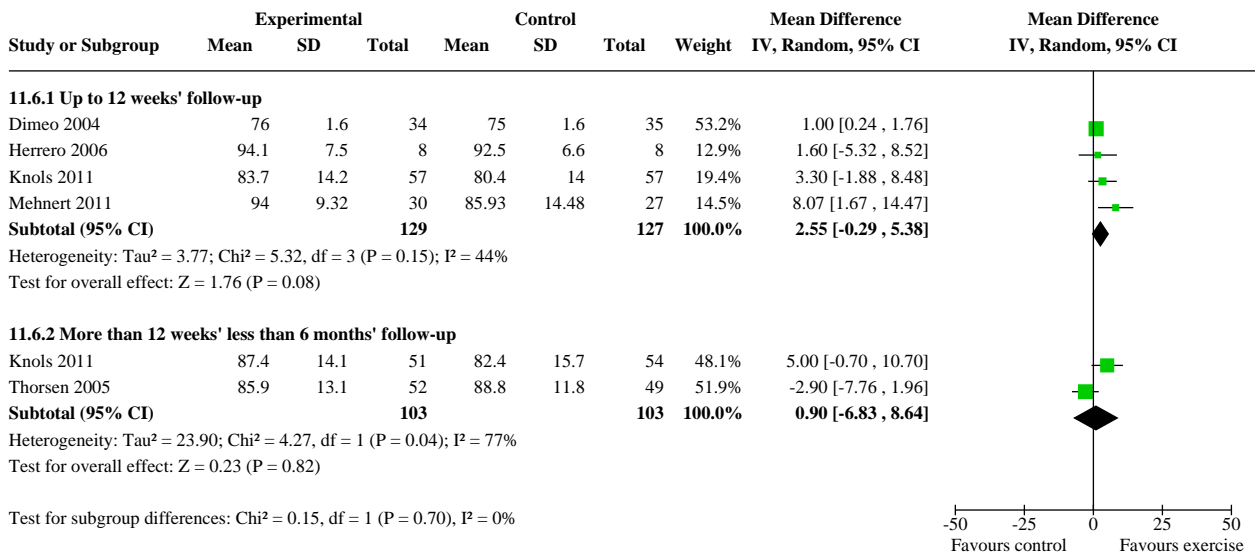 Experimental Control Mean Difference Mean Difference
Study or Subgroup Mean SD Total Mean SD Total Weight IV, Random, 95% CI IV, Random, 95% CI
11.6.1 Up to 12 weeks' follow-up
Dimeo 2004 76 1.6 34 75 1.6 35 53.2% 1.00 [0.24 , 1.76]
Herrero 2006 94.1 7.5 8 92.5 6.6 8 12.9% 1.60 [-5.32 , 8.52]
Knols 2011 83.7 14.2 57 80.4 14 57 19.4% 3.30 [-1.88 , 8.48]
Mehnert 2011 94 9.32 30 85.93 14.48 27 14.5% 8.07 [1.67 , 14.47]
Subtotal (95% CI) 129 127 100.0% 2.55 [-0.29 , 5.38]
Heterogeneity: Tau² = 3.77; Chi² = 5.32, df = 3 (P = 0.15); I² = 44%
Test for overall effect: Z = 1.76 (P = 0.08)
11.6.2 More than 12 weeks' less than 6 months' follow-up
Knols 2011 87.4 14.1 51 82.4 15.7 54 48.1% 5.00 [-0.70 , 10.70]
Thorsen 2005 85.9 13.1 52 88.8 11.8 49 51.9% -2.90 [-7.76 , 1.96]
Subtotal (95% CI) 103 103 100.0% 0.90 [-6.83 , 8.64]
Heterogeneity: Tau² = 23.90; Chi² = 4.27, df = 1 (P = 0.04); I² = 77%
Test for overall effect: Z = 0.23 (P = 0.82)
Test for subgroup differences: Chi² = 0.15, df = 1 (P = 0.70), I² = 0%
-50 -25 0 25 50
Favours control Favours exercise